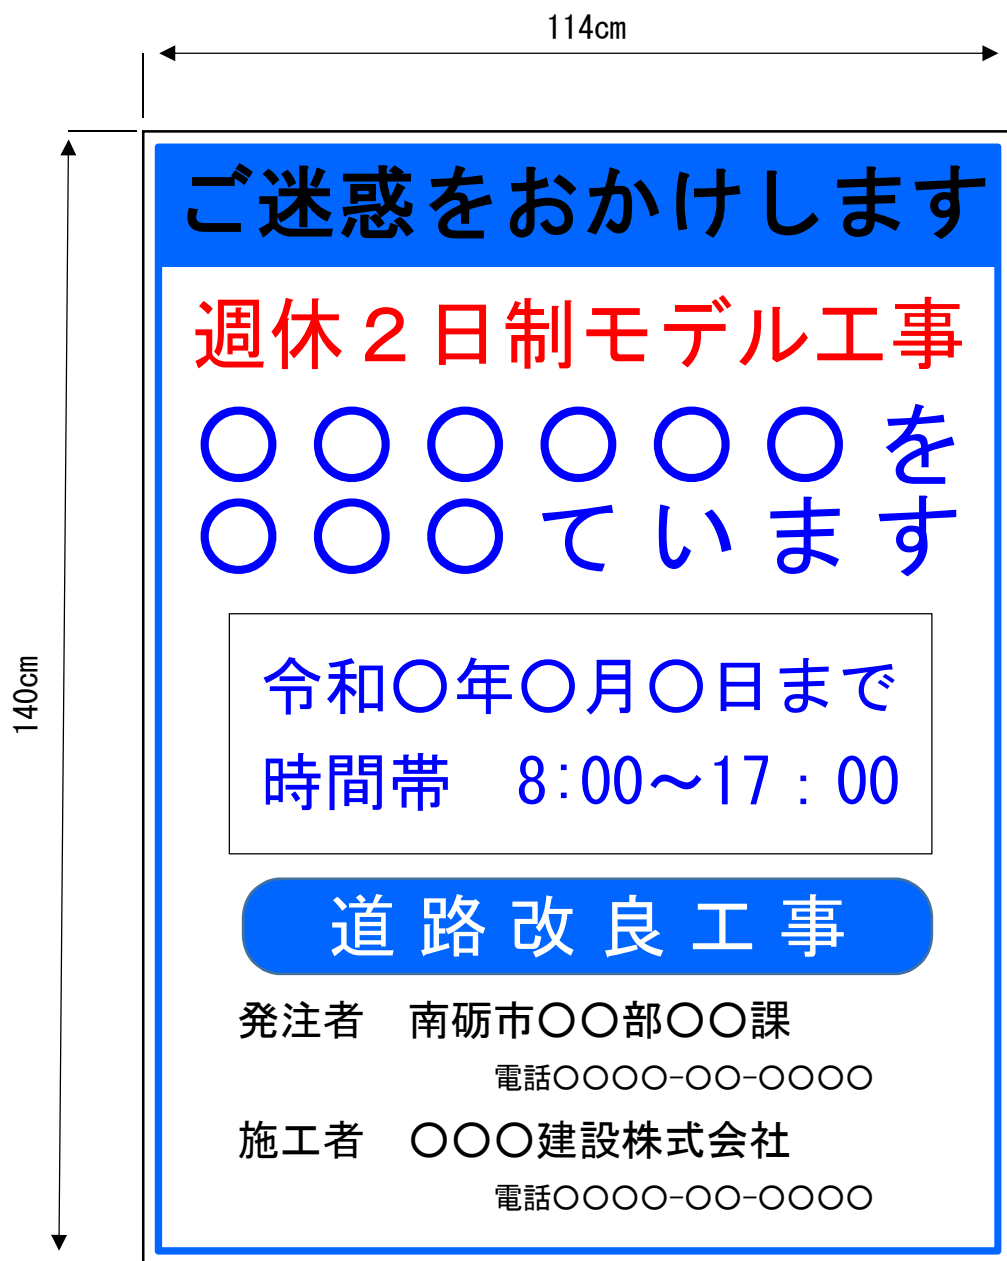 114cm
140cm
ご迷惑をおかけします
週休２日制モデル工事
〇〇〇〇〇〇を
〇〇〇ています
令和〇年〇月〇日まで
時間帯　8:00～17：00
道路改良工事
発注者　南砺市〇〇部〇〇課
電話〇〇〇〇-〇〇-〇〇〇〇
施工者　〇〇〇建設株式会社
電話〇〇〇〇-〇〇-〇〇〇〇